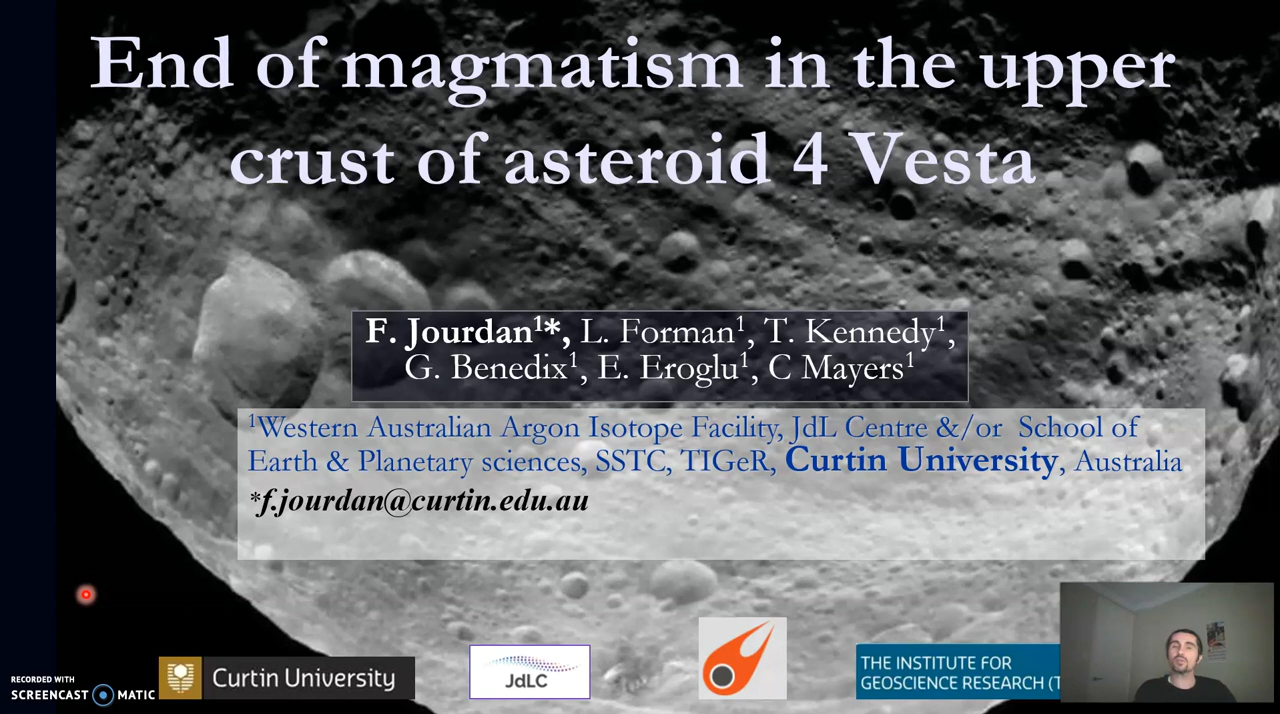 End of magmatism in the upper
crust of asteroid 4 Vesta
F. Jourdan¹*, L. Forman¹, T. Kennedy¹,
G. Benedix¹, E. Eroglu¹, C Mayers¹
¹Western Australian Argon Isotope Facility, JdL Centre &/or School of
Earth & Planetary sciences, SSTC, TIGeR, Curtin University, Australia
*f.jourdan@curtin.edu.au
RECORDED WITH
SCREENCAST MATIC
Curtin University
JdLC
THE INSTITUTE FOR
GEOSCIENCE RESEARCH (T